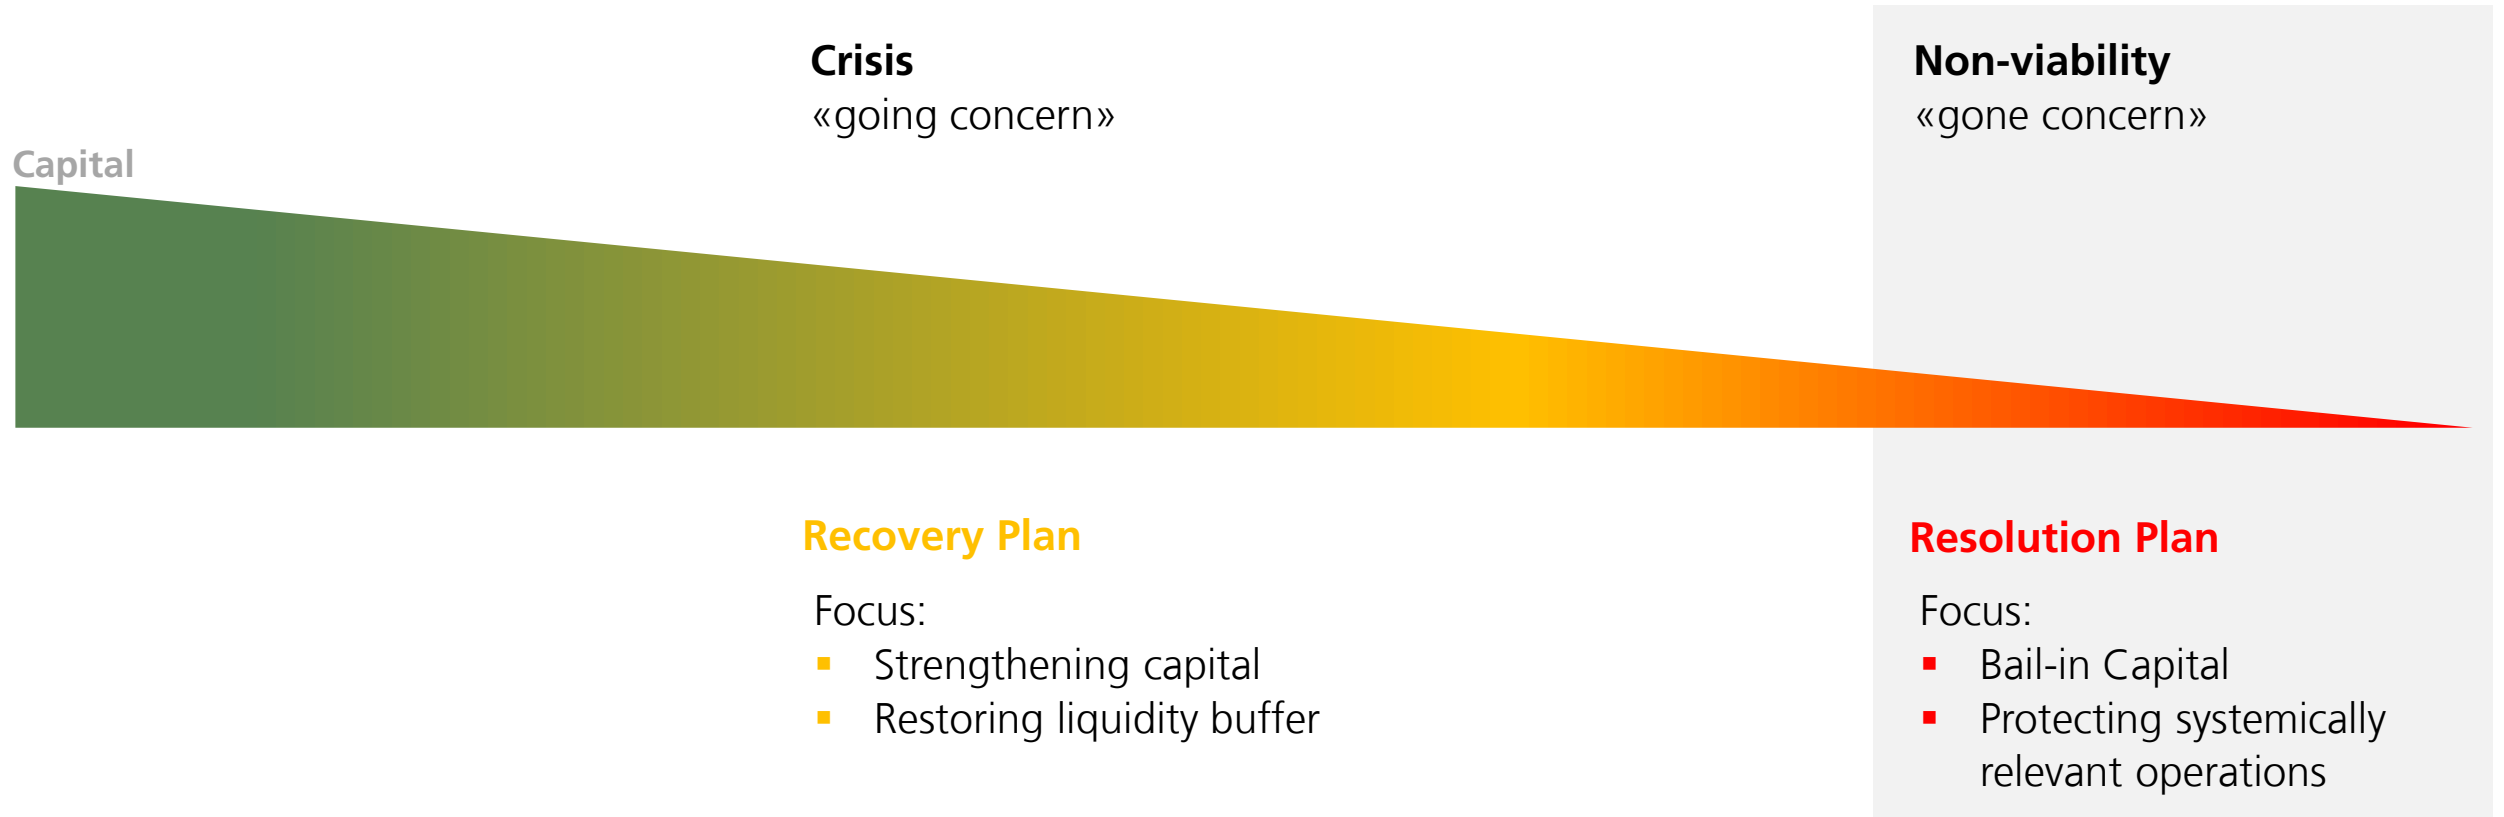 Crisis
«going concern»
Non-viability
«gone concern»
Capital
Recovery Plan
Focus:
▪ Strengthening capital
▪ Restoring liquidity buffer
Resolution Plan
Focus:
▪ Bail-in Capital
▪ Protecting systemically
relevant operations